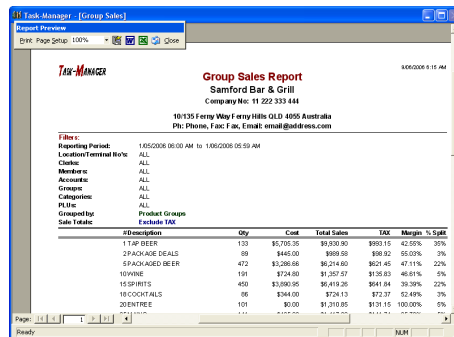 Task-Manager - [Group Sales]
Report Preview
Print Page Setup 100% Close
TASK-MANAGER
9/06/2006 6:15 AM
Group Sales Report
Samford Bar & Grill
Company No: 11 222 333 444
10/135 Ferny Way Ferny Hills QLD 4055 Australia
Ph: Phone, Fax: Fax, Email: email@address.com
Filters:
Reporting Period: 1/05/2006 06:00 AM to 1/06/2006 05:59 AM
Location/Terminal No's: ALL
Clerks: ALL
Members: ALL
Accounts: ALL
Groups: ALL
Categories: ALL
PLUs: ALL
Grouped by: Product Groups
Sale Totals: Exclude TAX
# Description Qty Cost Total Sales TAX Margin % Split
1 TAP BEER 133 $5,705.35 $9,930.90 $993.15 42.55% 35%
2 PACKAGE DEALS 89 $445.00 $989.58 $98.92 55.03% 3%
5 PACKAGED BEER 472 $3,286.66 $6,214.60 $621.45 47.11% 22%
10 WINE 191 $724.80 $1,357.57 $135.83 46.61% 5%
15 SPIRITS 450 $3,890.95 $6,419.26 $641.84 39.39% 22%
18 COCKTAILS 86 $344.00 $724.13 $72.37 52.49% 3%
20 ENTREE 101 $0.00 $1,310.85 $131.15 100.00% 5%
Page: 1
Ready NUM